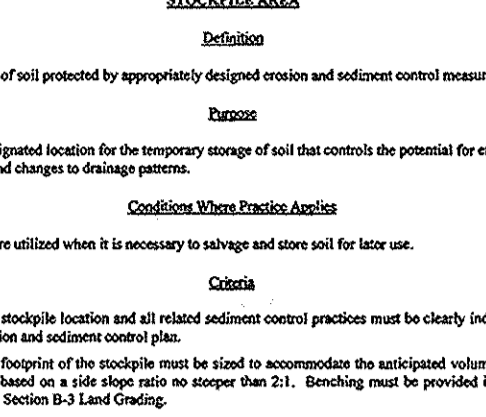 STOCKPILE AREA
Definition
of soil protected by appropriately designed erosion and sediment control measur
Purpose
ignated location for the temporary storage of soil that controls the potential for e
nd changes to drainage patterns.
Conditions Where Practice Applies
re utilized when it is necessary to salvage and store soil for later use.
Criteria
stockpile location and all related sediment control practices must be clearly ind
ion and sediment control plan.
footprint of the stockpile must be sized to accommodate the anticipated volum
based on a side slope ratio no steeper than 2:1. Benching must be provided i
Section B-3 Land Grading.